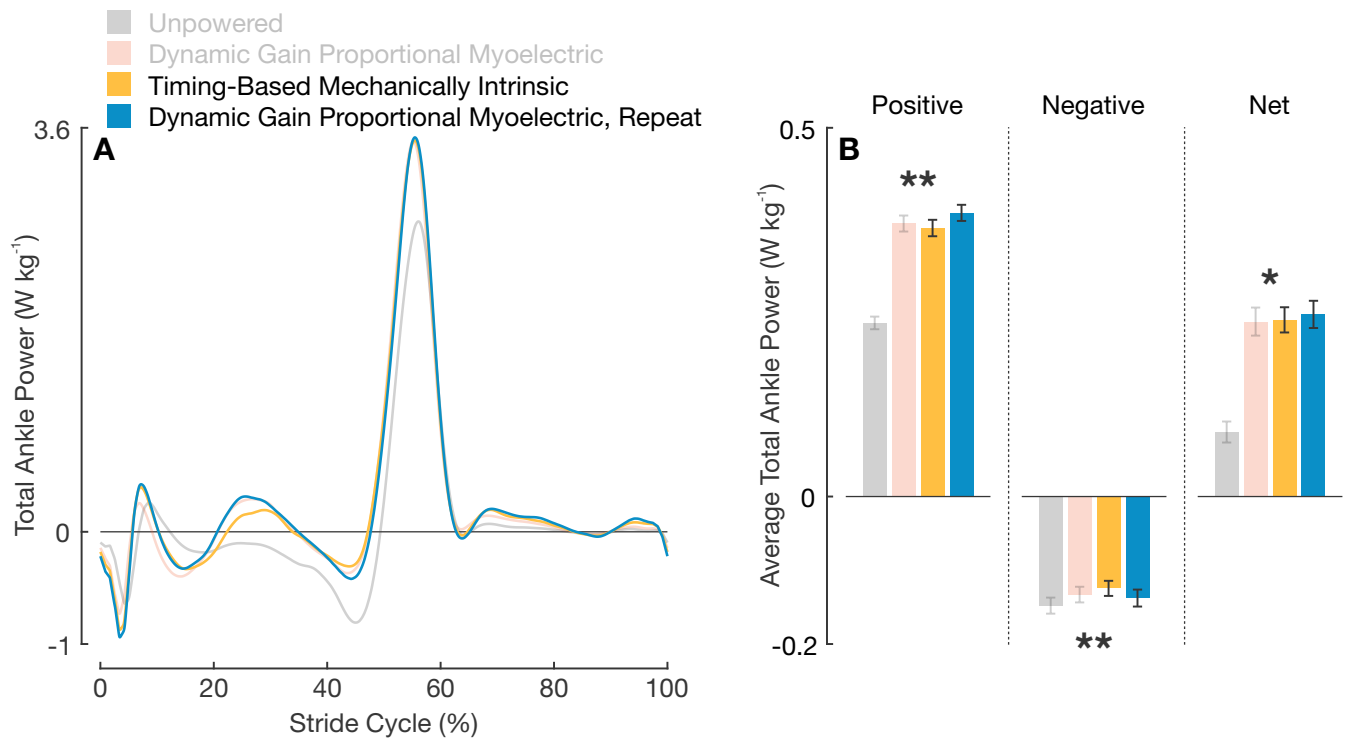 Unpowered
Dynamic Gain Proportional Myoelectric
Timing-Based Mechanically Intrinsic
Dynamic Gain Proportional Myoelectric, Repeat
A
3.6
0
-1
Total Ankle Power (W kg⁻¹)
0 20 40 60 80 100
Stride Cycle (%)
B
Positive Negative Net
0.5
0
-0.2
Average Total Ankle Power (W kg⁻¹)
**
*
**